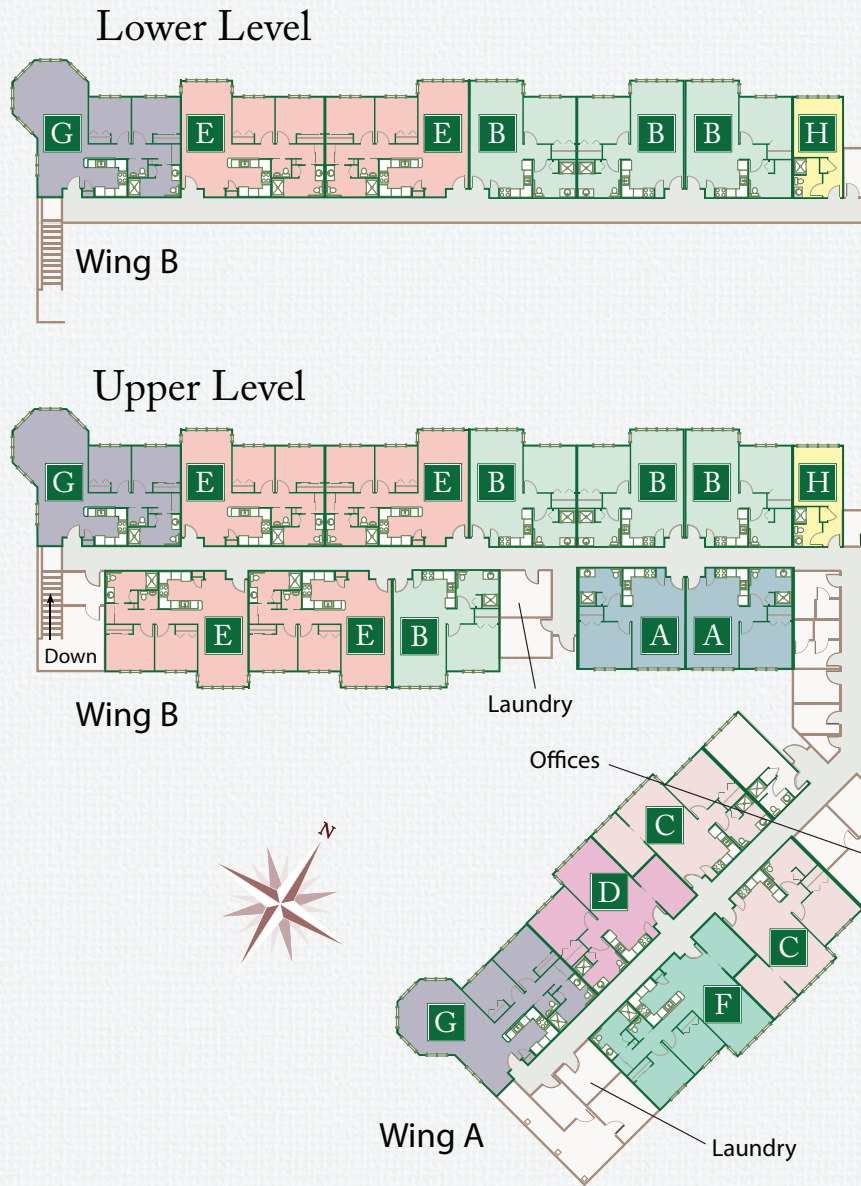 Lower Level
G E E B B B H
Wing B
Upper Level
G E E B B B H
E E B A A
Down
Wing B
Laundry
Offices
N
C
D
C
F
G
Wing A
Laundry